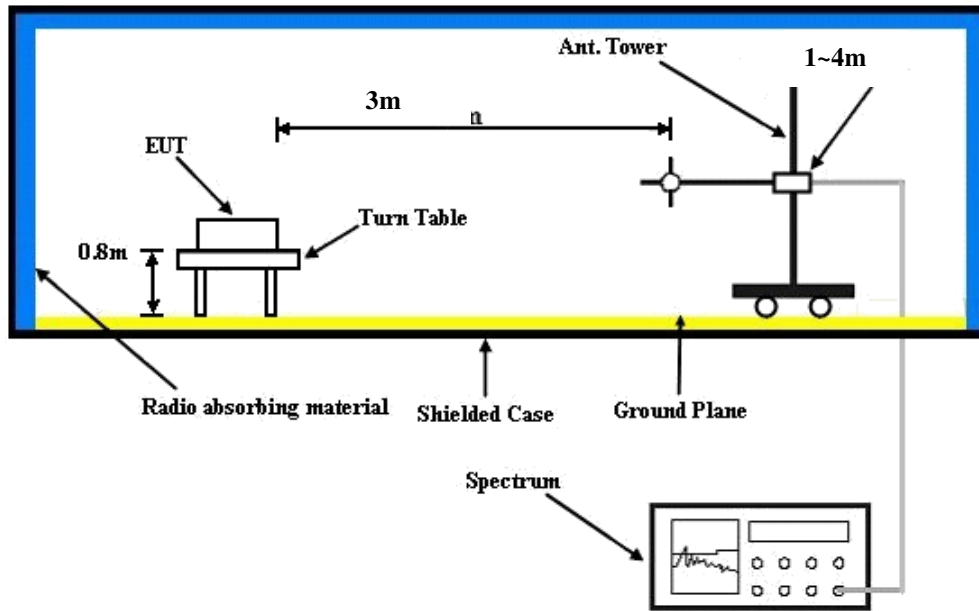 Ant. Tower
1~4m
3m
n
EUT
Turn Table
0.8m
Radio absorbing material
Shielded Case
Ground Plane
Spectrum